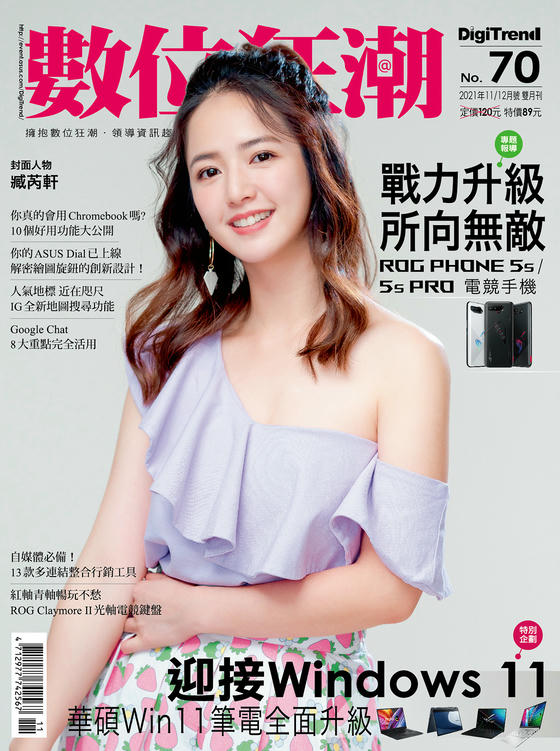 http://event.asus.com/DigiTrend/
數位狂潮
@
DigiTrend
No. 70
2021年11/12月號 雙月刊
定價120元 特價89元
擁抱數位狂潮‧領導資訊趨
封面人物
臧芮軒
你真的會用Chromebook嗎?
10個好用功能大公開
你的ASUS Dial已上線
解密繪圖旋鈕的創新設計!
人氣地標 近在咫尺
IG全新地圖搜尋功能
Google Chat
8大重點完全活用
專題
報導
戰力升級
所向無敵
ROG PHONE 5s/
5s PRO 電競手機
自媒體必備!
13款多連結整合行銷工具
紅軸青軸暢玩不愁
ROG Claymore II光軸電競鍵盤
特別
企劃
迎接Windows 11
華碩Win11筆電全面升級
4 712977 742267
11